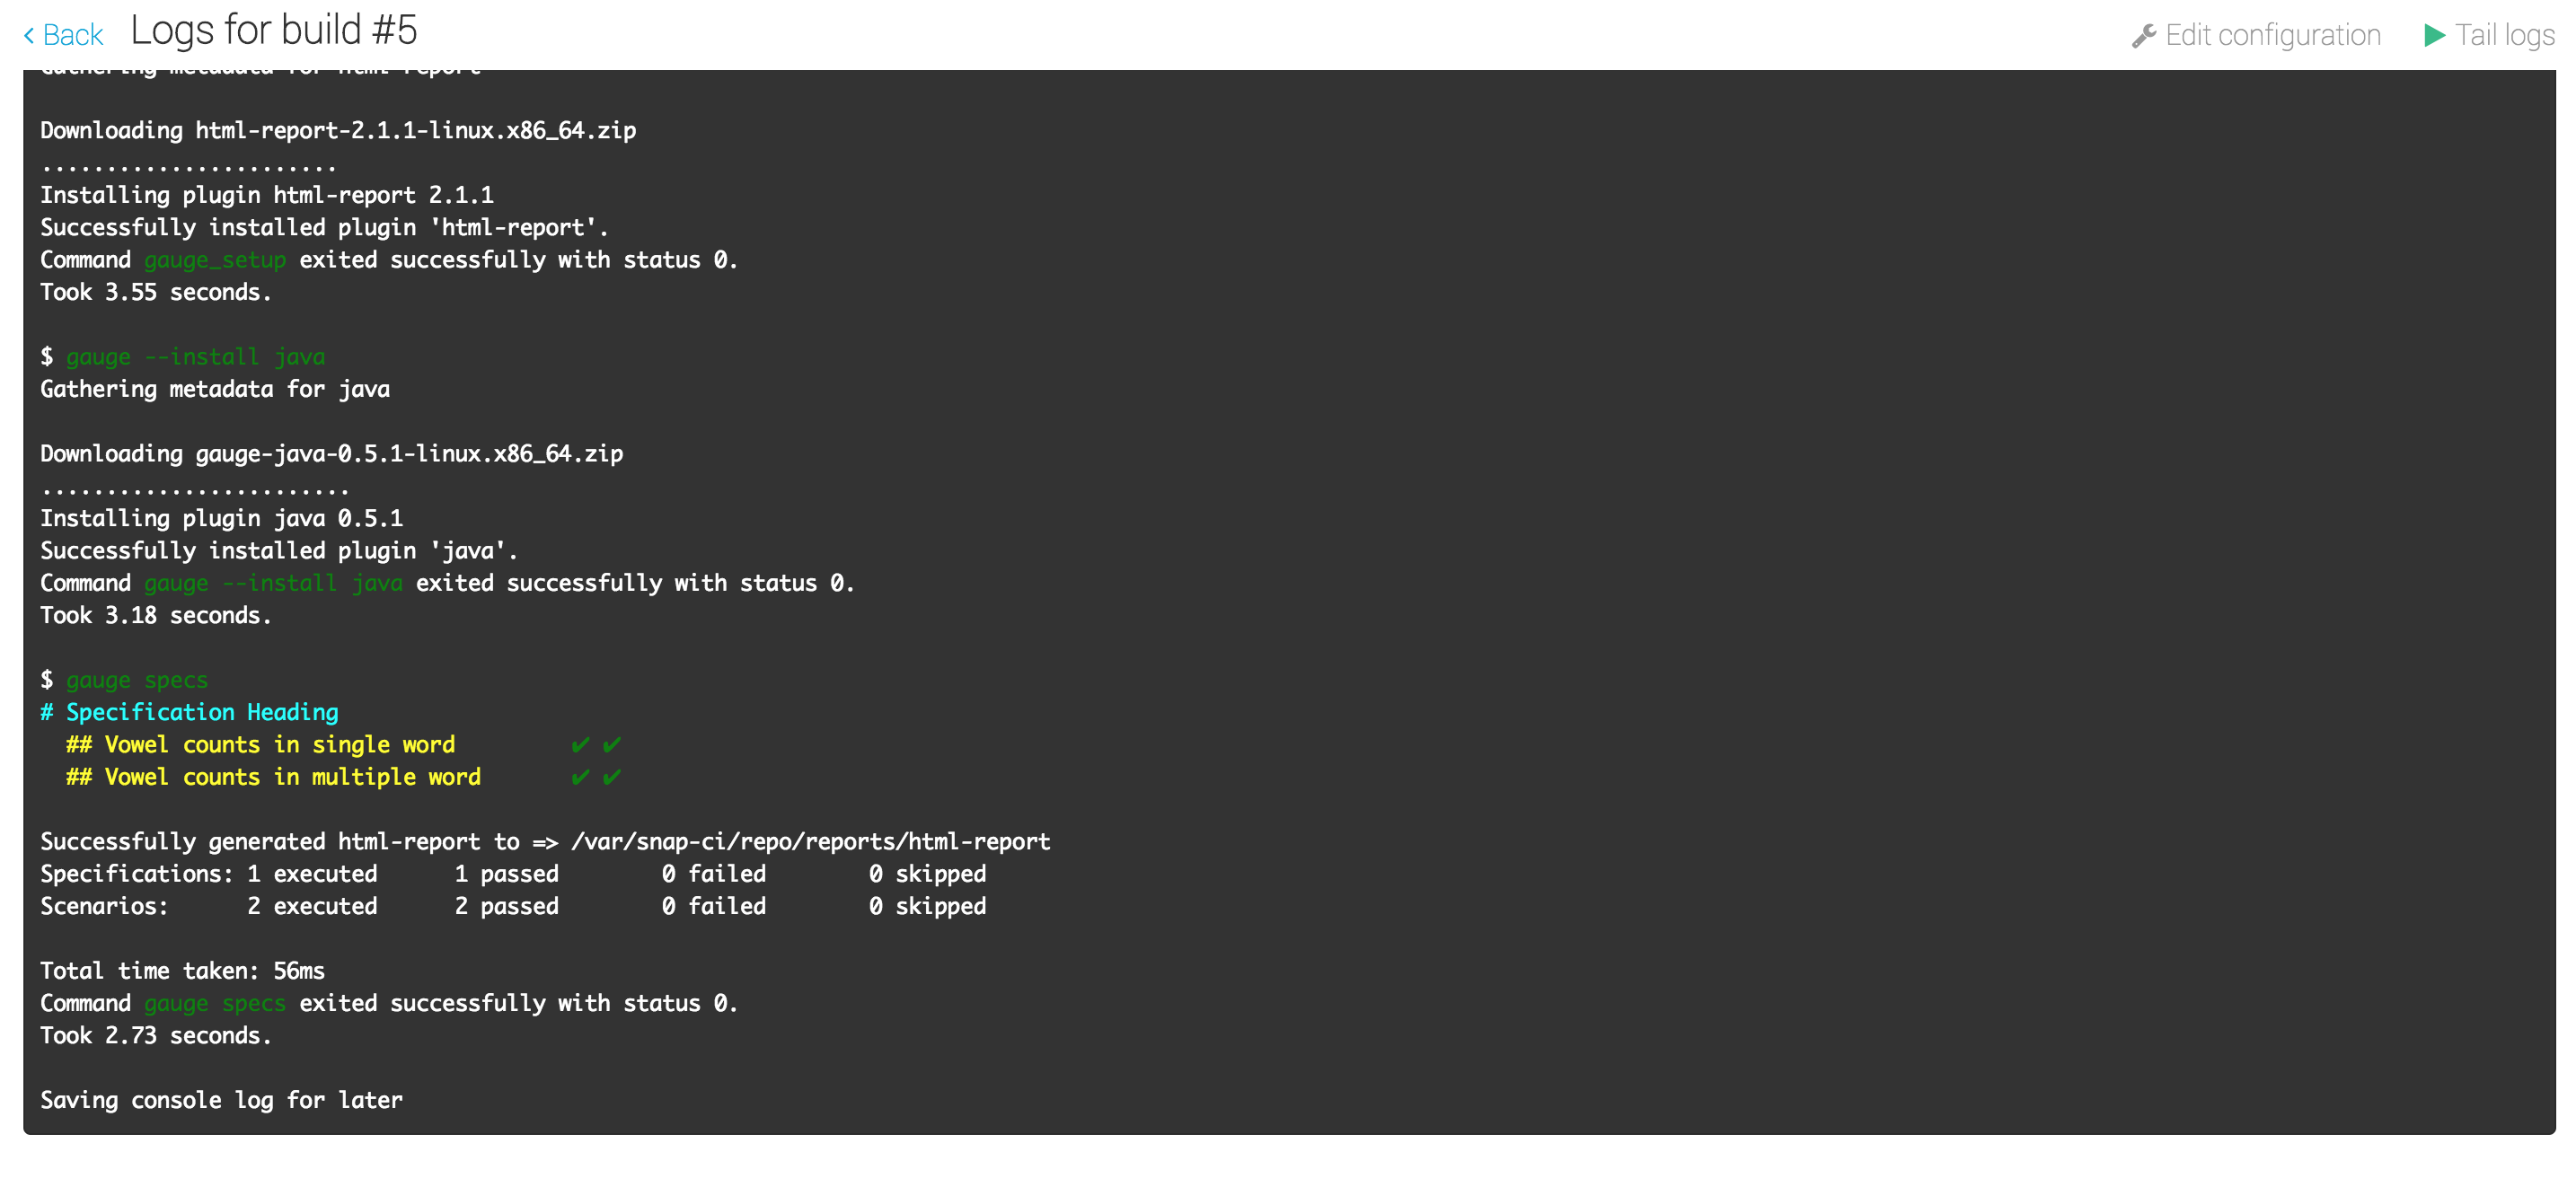 Back Logs for build #5 Edit configuration Tail logs
Gathering metadata for html-report
Downloading html-report-2.1.1-linux.x86_64.zip
.......................
Installing plugin html-report 2.1.1
Successfully installed plugin 'html-report'.
Command gauge_setup exited successfully with status 0.
Took 3.55 seconds.
$ gauge --install java
Gathering metadata for java
Downloading gauge-java-0.5.1-linux.x86_64.zip
........................
Installing plugin java 0.5.1
Successfully installed plugin 'java'.
Command gauge --install java exited successfully with status 0.
Took 3.18 seconds.
$ gauge specs
# Specification Heading
## Vowel counts in single word ✔ ✔
## Vowel counts in multiple word ✔ ✔
Successfully generated html-report to => /var/snap-ci/repo/reports/html-report
Specifications: 1 executed 1 passed 0 failed 0 skipped
Scenarios: 2 executed 2 passed 0 failed 0 skipped
Total time taken: 56ms
Command gauge specs exited successfully with status 0.
Took 2.73 seconds.
Saving console log for later